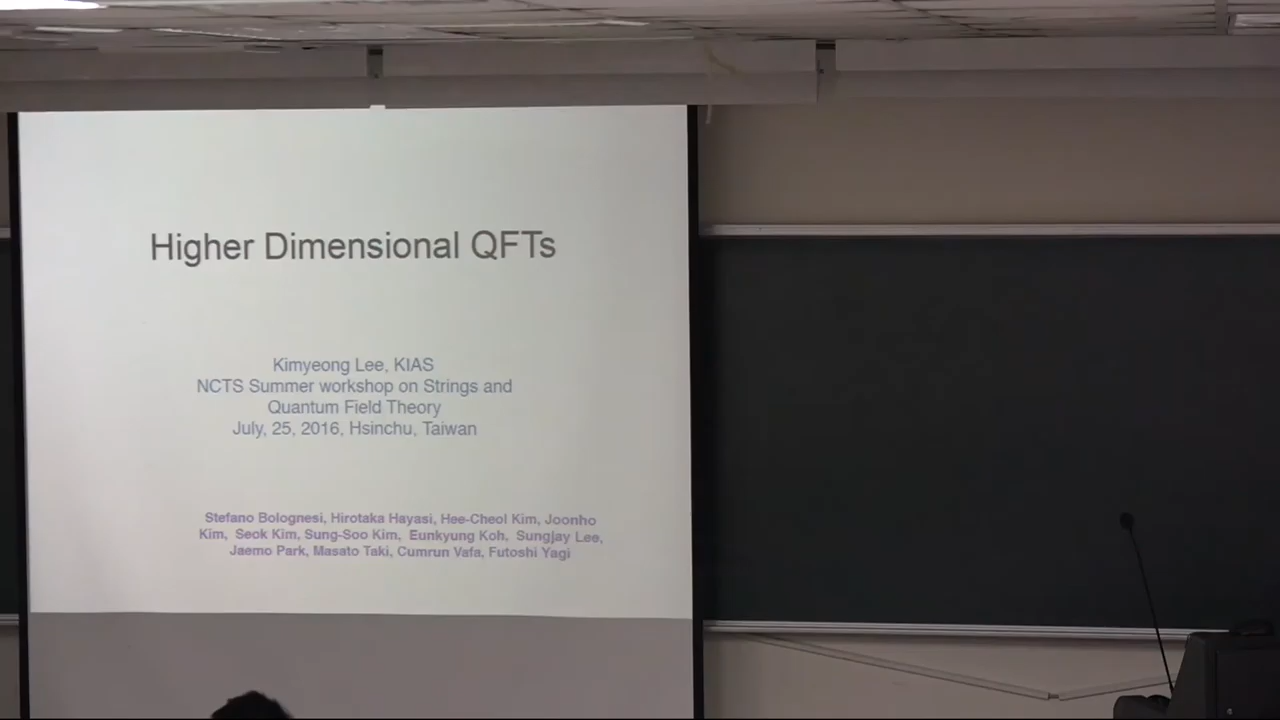 Higher Dimensional QFTs
Kimyeong Lee, KIAS
NCTS Summer workshop on Strings and
Quantum Field Theory
July, 25, 2016, Hsinchu, Taiwan
Stefano Bolognesi, Hirotaka Hayasi, Hee-Cheol Kim, Joonho
Kim, Seok Kim, Sung-Soo Kim, Eunkyung Koh, Sungjay Lee,
Jaemo Park, Masato Taki, Cumrun Vafa, Futoshi Yagi